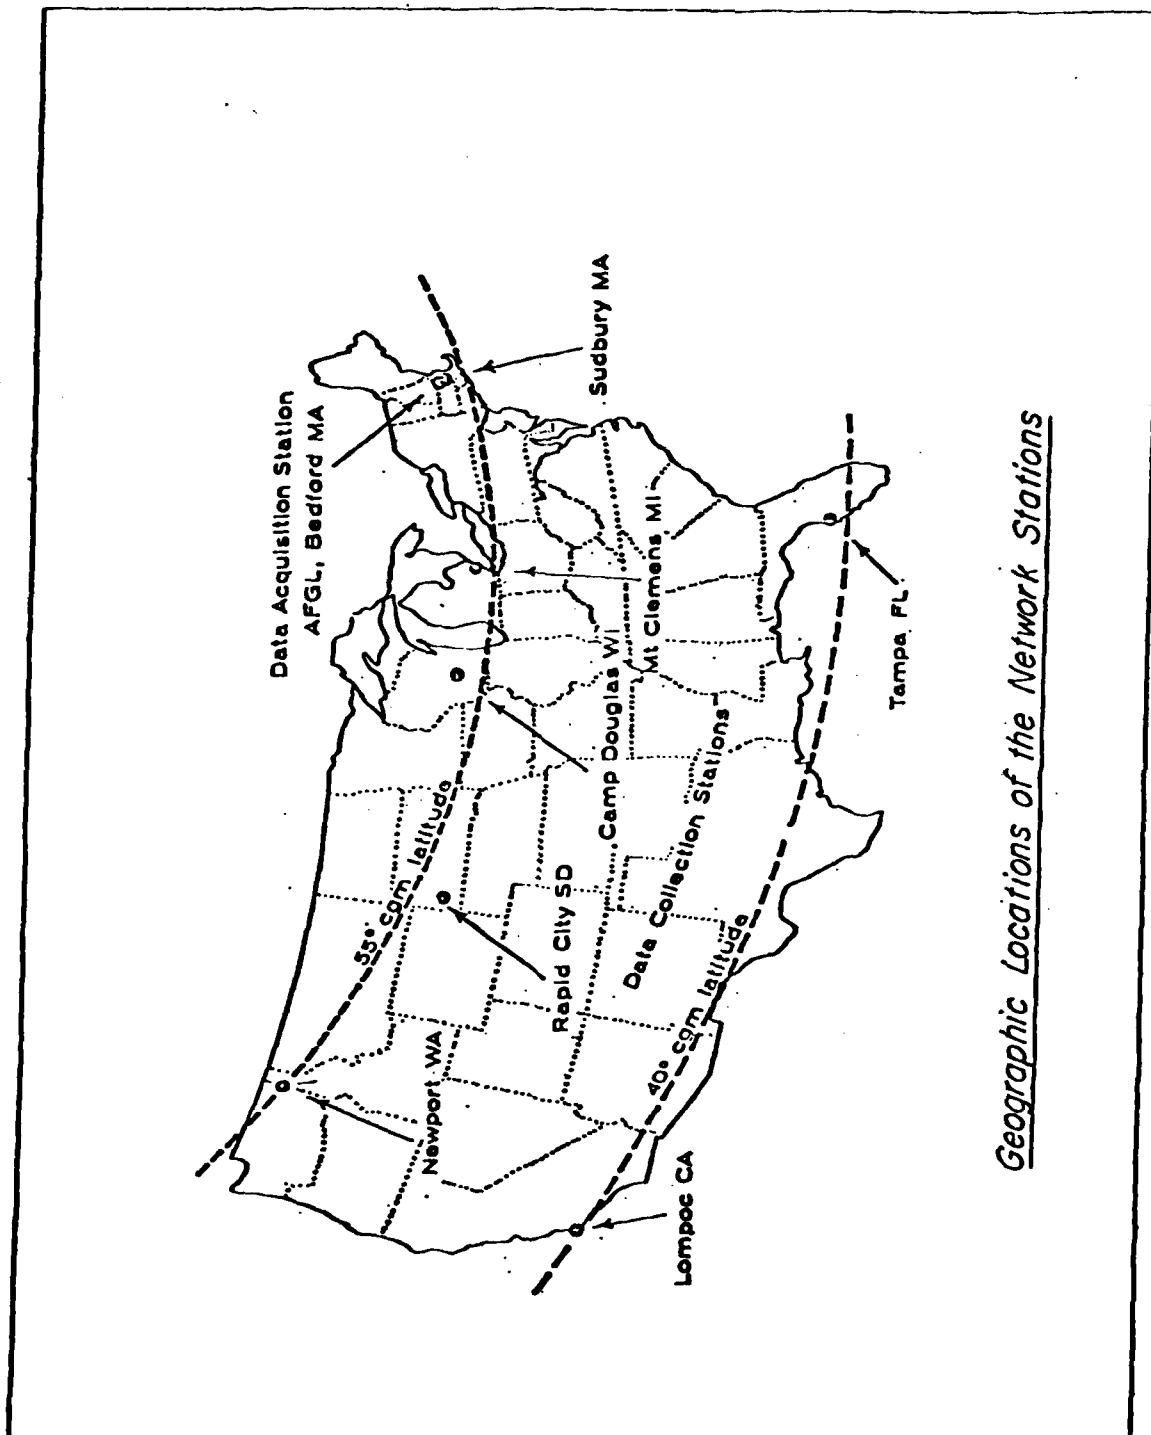 Data Acquisition Station
AFGL, Bedford MA
Sudbury MA
55° cgm latitude
Newport WA
Rapid City SD
Camp Douglas WI
Mt Clemens MI
Data Collection Stations
40° cgm latitude
Lompoc CA
Tampa FL
Geographic Locations of the Network Stations